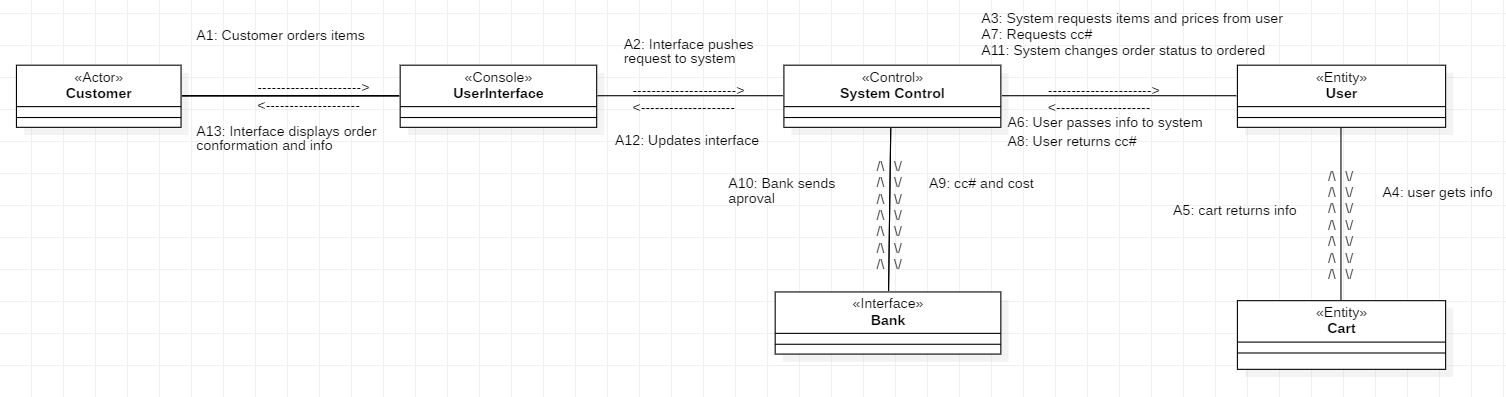 A3: System requests items and prices from user
A7: Requests cc#
A11: System changes order status to ordered
A1: Customer orders items
A2: Interface pushes
request to system
«Actor»
Customer
------------------->
<-------------------
«Console»
UserInterface
------------------->
<-------------------
«Control»
System Control
------------------->
<-------------------
«Entity»
User
A13: Interface displays order
conformation and info
A12: Updates interface
A6: User passes info to system
A8: User returns cc#
A10: Bank sends
aproval
A9: cc# and cost
A5: cart returns info
A4: user gets info
/\ \/
/\ \/
/\ \/
/\ \/
/\ \/
/\ \/
/\ \/
/\ \/
/\ \/
/\ \/
/\ \/
/\ \/
/\ \/
/\ \/
«Interface»
Bank
«Entity»
Cart